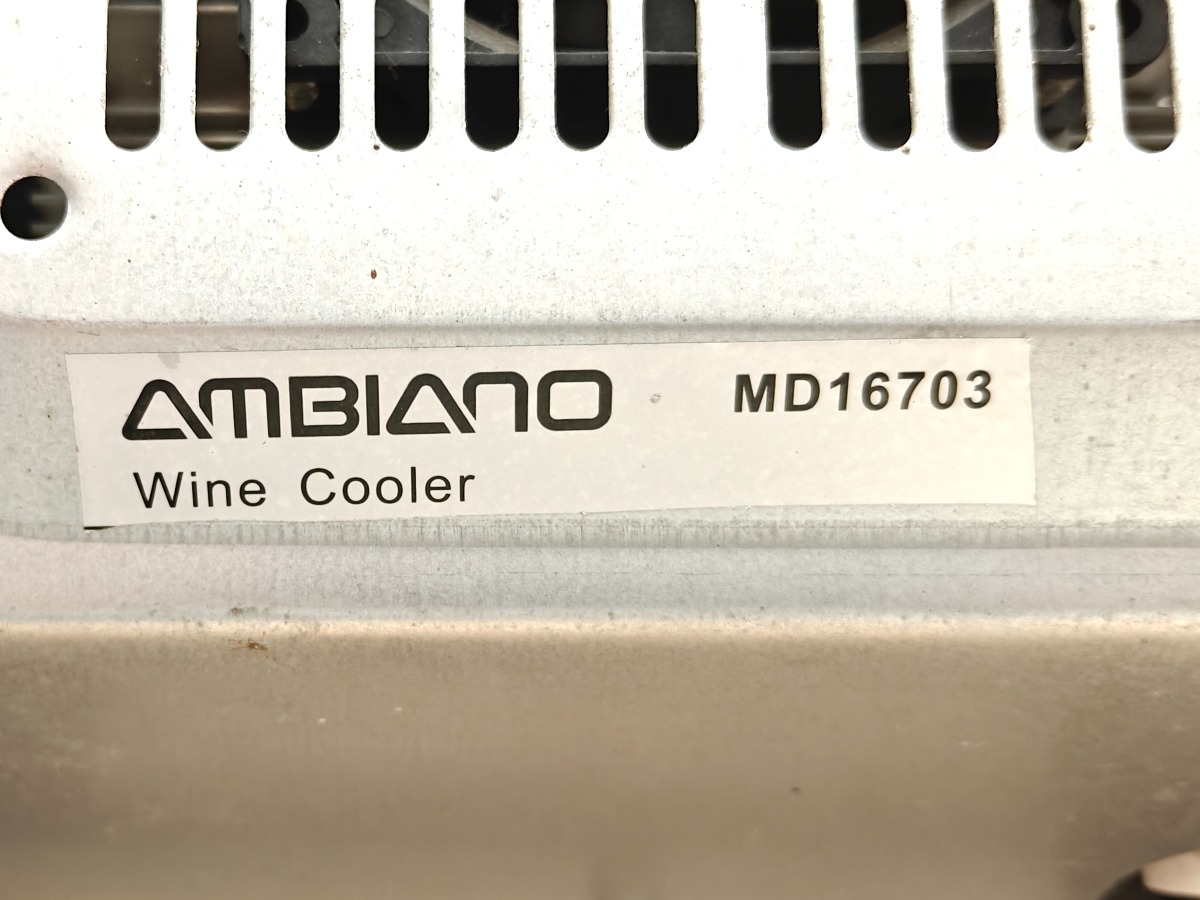 AMBIANO MD16703
Wine Cooler